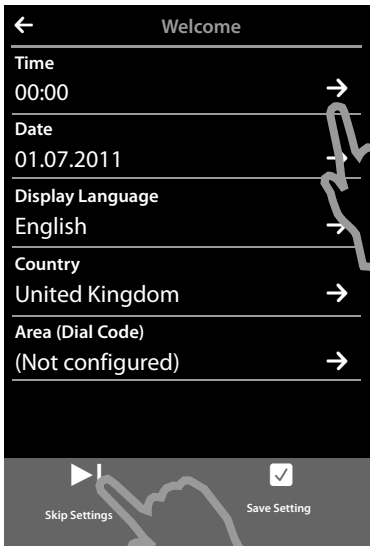 Welcome
Time
00:00
Date
01.07.2011
Display Language
English
Country
United Kingdom
Area (Dial Code)
(Not configured)
Skip Settings
Save Setting